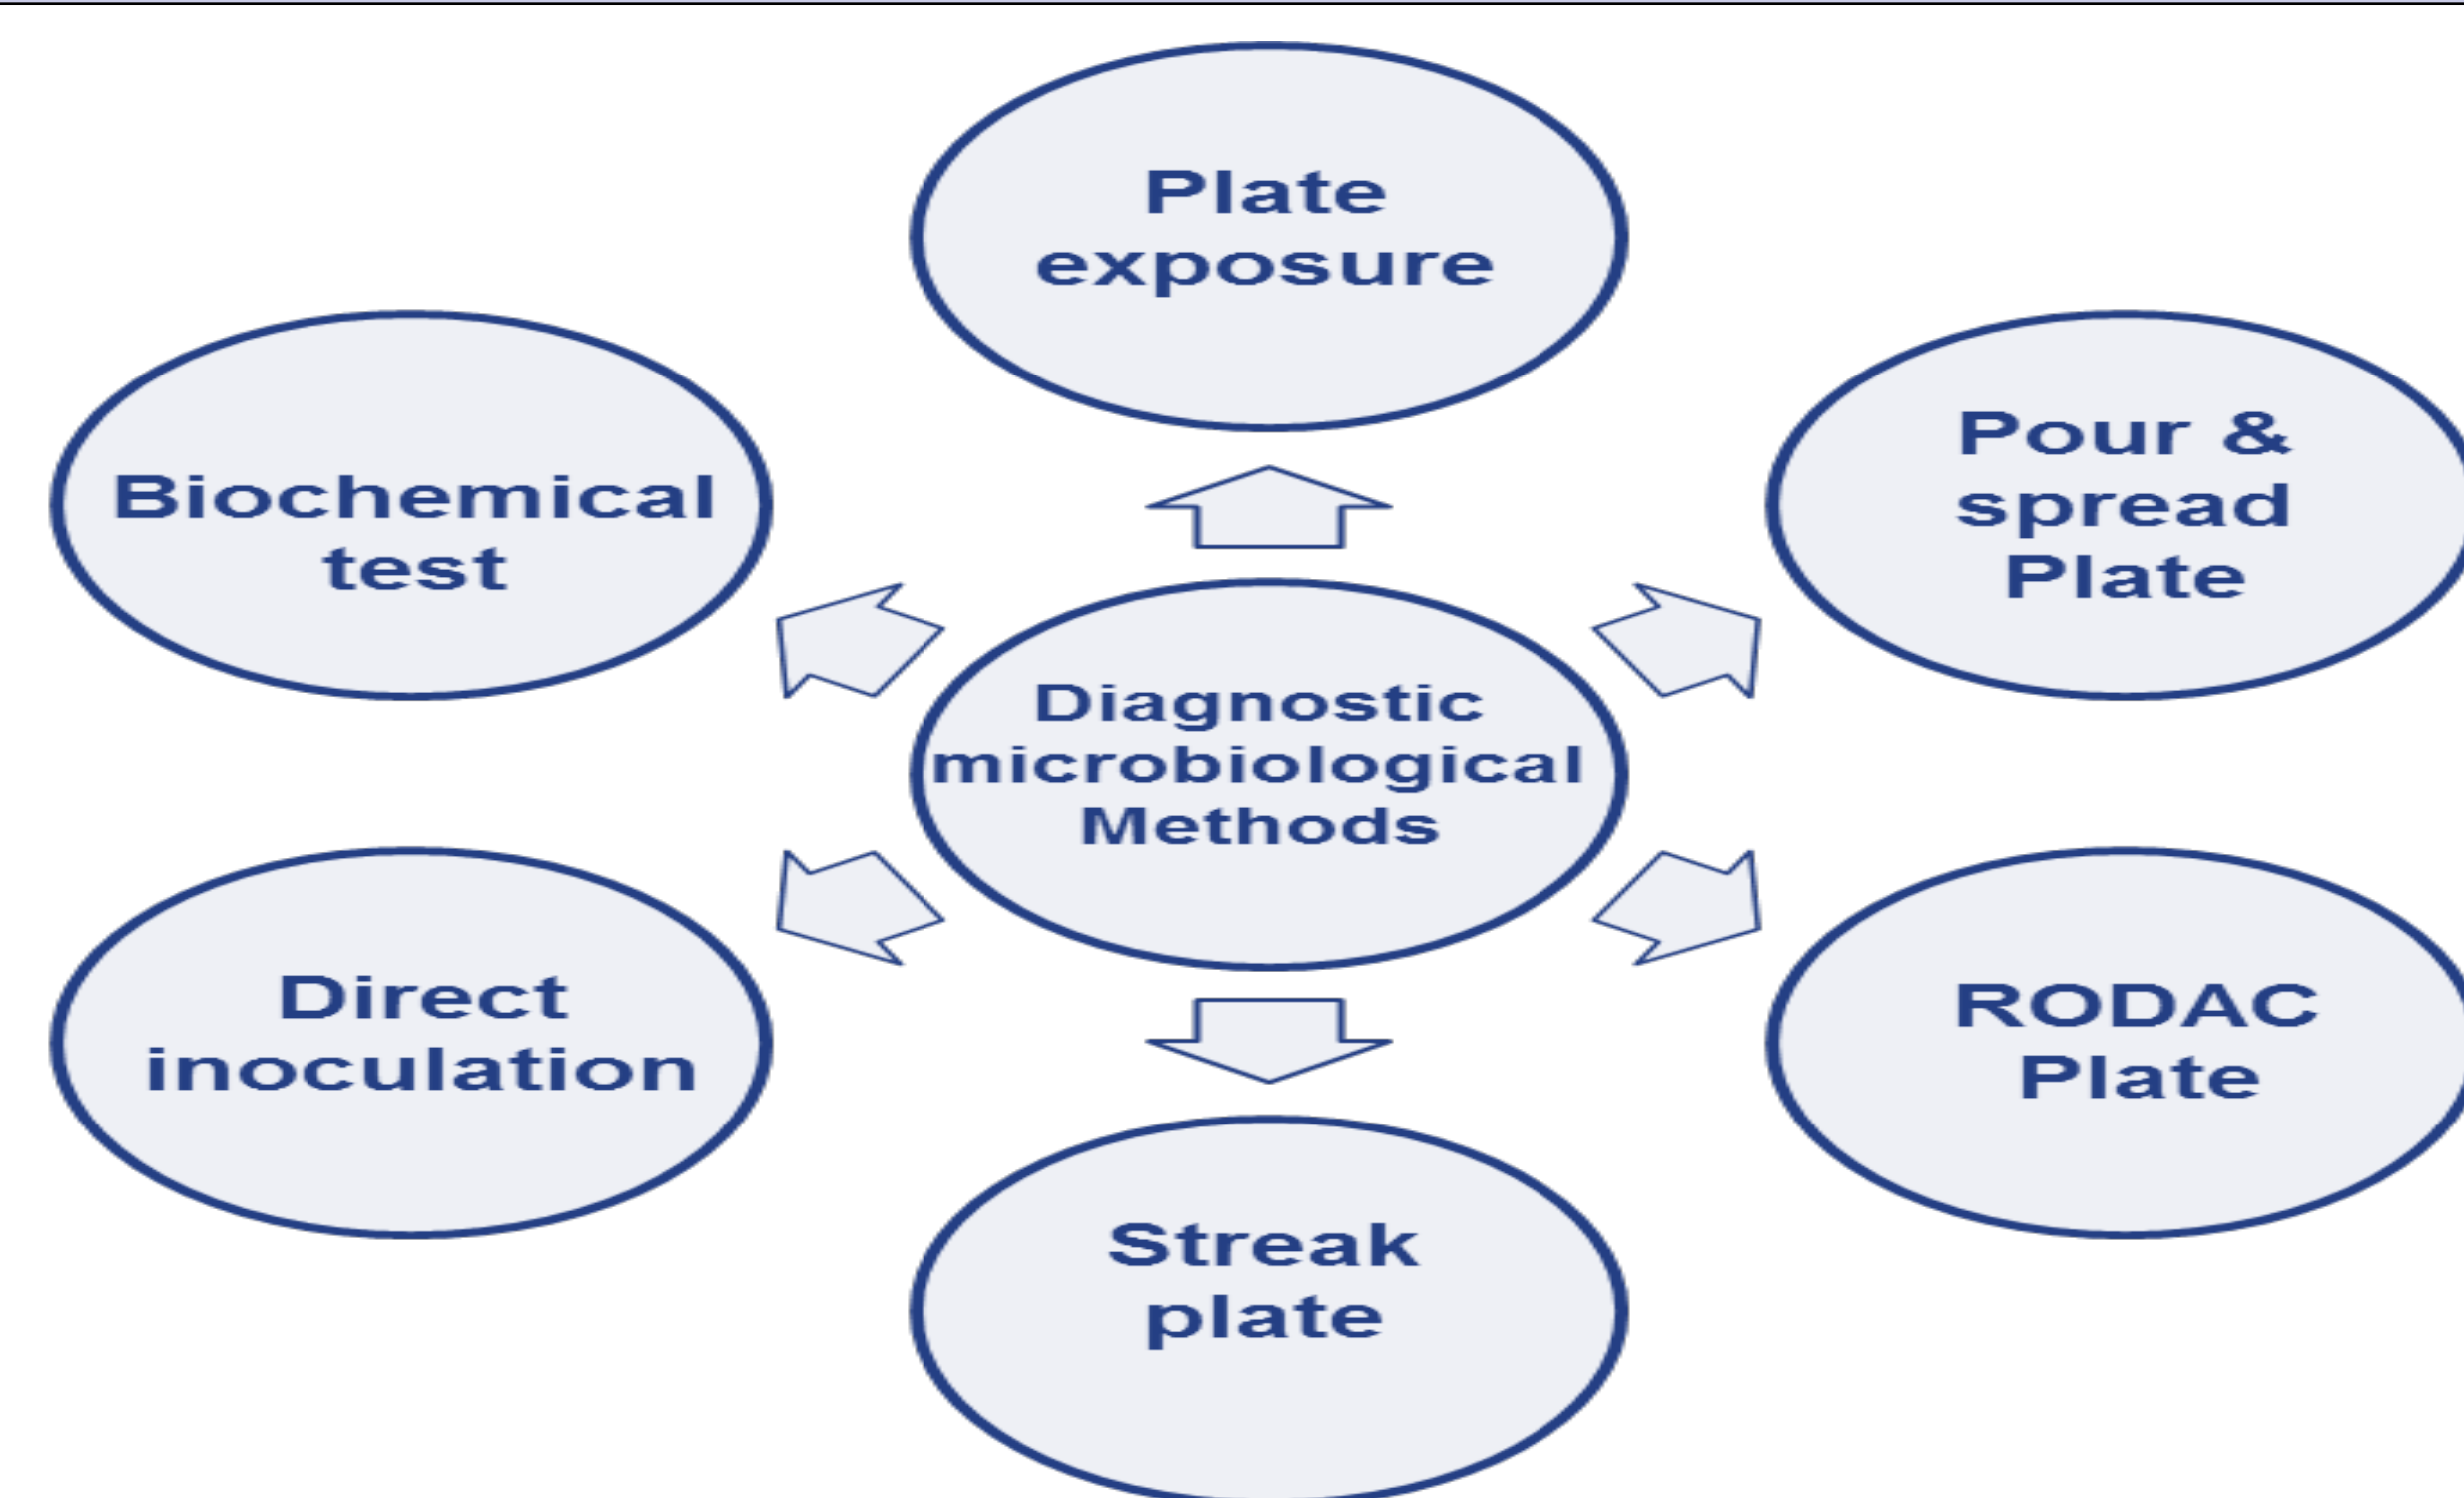 Plate
exposure
Biochemical
test
Pour &
spread
Plate
Diagnostic
microbiological
Methods
Direct
inoculation
RODAC
Plate
Streak
plate